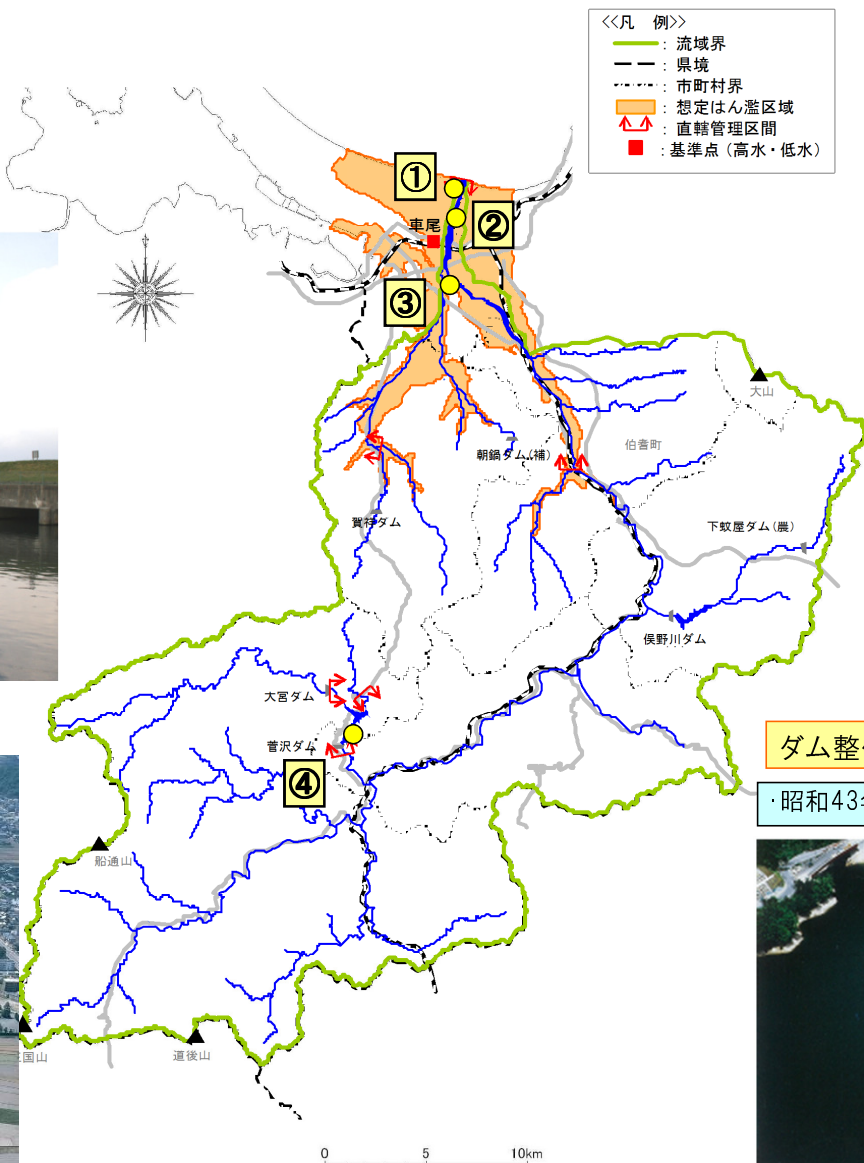 <<凡 例>>
: 流域界
: 県境
: 市町村界
: 想定はん濫区域
: 直轄管理区間
: 基準点(高水・低水)
①
②
車尾
③
大山
伯耆町
朝鍋ダム(補)
賀祥ダム
下蚊屋ダム(農)
俣野川ダム
大宮ダム
菅沢ダム
④
ダム整
・昭和43
船通山
国山
道後山
0 5 10km